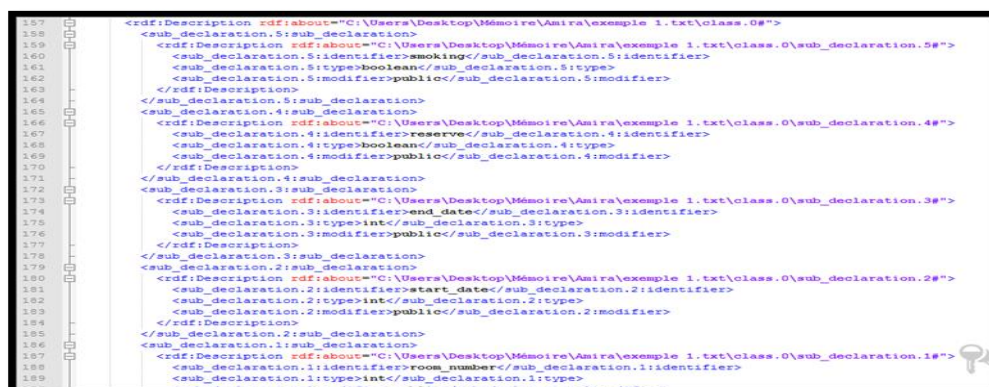 157 <rdf:Description rdf:about="C:\Users\Desktop\Mémoire\Amira\exemple 1.txt\class.0#">
158 <sub_declaration.5:sub_declaration>
159 <rdf:Description rdf:about="C:\Users\Desktop\Mémoire\Amira\exemple 1.txt\class.0\sub_declaration.5#">
160 <sub_declaration.5:identifier>smoking</sub_declaration.5:identifier>
161 <sub_declaration.5:type>boolean</sub_declaration.5:type>
162 <sub_declaration.5:modifier>public</sub_declaration.5:modifier>
163 </rdf:Description>
164 </sub_declaration.5:sub_declaration>
165 <sub_declaration.4:sub_declaration>
166 <rdf:Description rdf:about="C:\Users\Desktop\Mémoire\Amira\exemple 1.txt\class.0\sub_declaration.4#">
167 <sub_declaration.4:identifier>reserve</sub_declaration.4:identifier>
168 <sub_declaration.4:type>boolean</sub_declaration.4:type>
169 <sub_declaration.4:modifier>public</sub_declaration.4:modifier>
170 </rdf:Description>
171 </sub_declaration.4:sub_declaration>
172 <sub_declaration.3:sub_declaration>
173 <rdf:Description rdf:about="C:\Users\Desktop\Mémoire\Amira\exemple 1.txt\class.0\sub_declaration.3#">
174 <sub_declaration.3:identifier>end_date</sub_declaration.3:identifier>
175 <sub_declaration.3:type>int</sub_declaration.3:type>
176 <sub_declaration.3:modifier>public</sub_declaration.3:modifier>
177 </rdf:Description>
178 </sub_declaration.3:sub_declaration>
179 <sub_declaration.2:sub_declaration>
180 <rdf:Description rdf:about="C:\Users\Desktop\Mémoire\Amira\exemple 1.txt\class.0\sub_declaration.2#">
181 <sub_declaration.2:identifier>start_date</sub_declaration.2:identifier>
182 <sub_declaration.2:type>int</sub_declaration.2:type>
183 <sub_declaration.2:modifier>public</sub_declaration.2:modifier>
184 </rdf:Description>
185 </sub_declaration.2:sub_declaration>
186 <sub_declaration.1:sub_declaration>
187 <rdf:Description rdf:about="C:\Users\Desktop\Mémoire\Amira\exemple 1.txt\class.0\sub_declaration.1#">
188 <sub_declaration.1:identifier>room_number</sub_declaration.1:identifier>
189 <sub_declaration.1:type>int</sub_declaration.1:type>